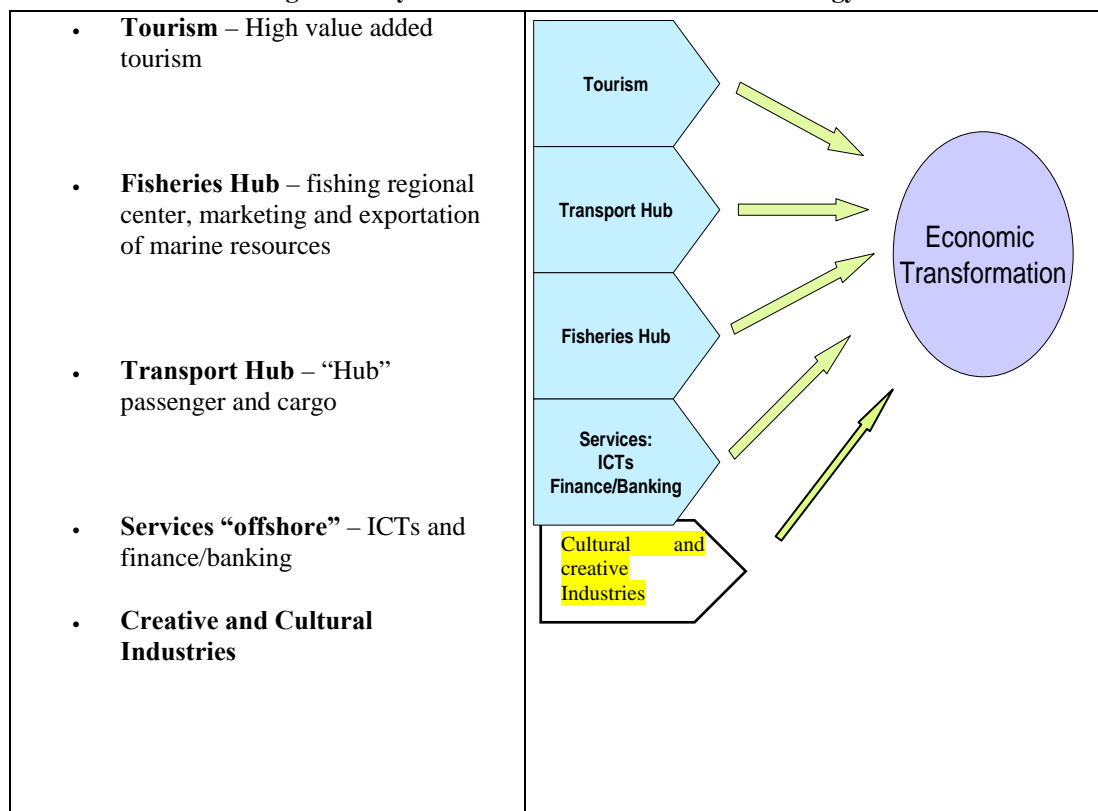 • Tourism – High value added
tourism
• Fisheries Hub – fishing regional
center, marketing and exportation
of marine resources
• Transport Hub – “Hub”
passenger and cargo
• Services “offshore” – ICTs and
finance/banking
• Creative and Cultural
Industries
Tourism
Transport Hub
Fisheries Hub
Services:
ICTs
Finance/Banking
Cultural and
creative
Industries
Economic
Transformation